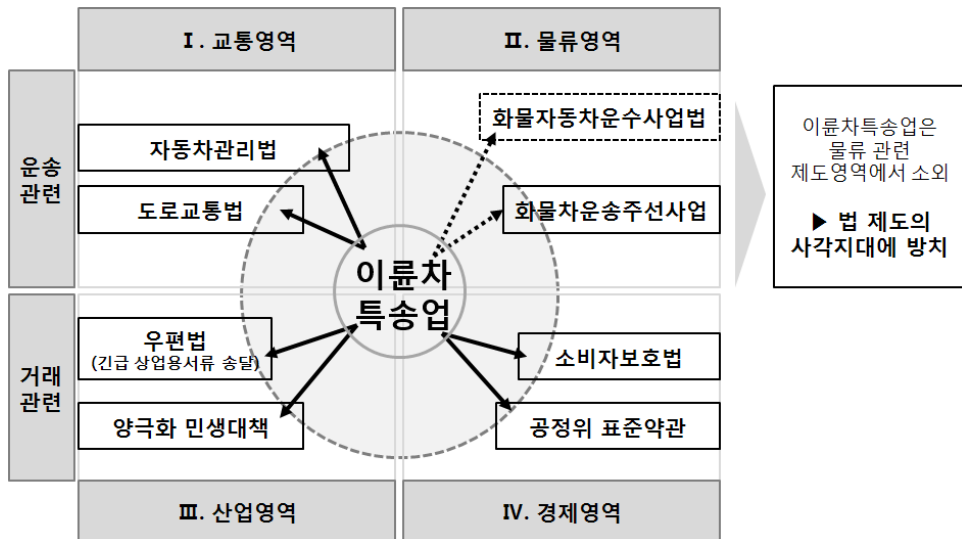 Ⅰ. 교통영역
Ⅱ. 물류영역
운송
관련
자동차관리법
도로교통법
화물자동차운수사업법
화물차운송주선사업
이륜차
특송업
거래
관련
우편법
(긴급 상업용서류 송달)
양극화 민생대책
소비자보호법
공정위 표준약관
Ⅲ. 산업영역
Ⅳ. 경제영역
이륜차특송업은
물류 관련
제도영역에서 소외
▶ 법 제도의
사각지대에 방치